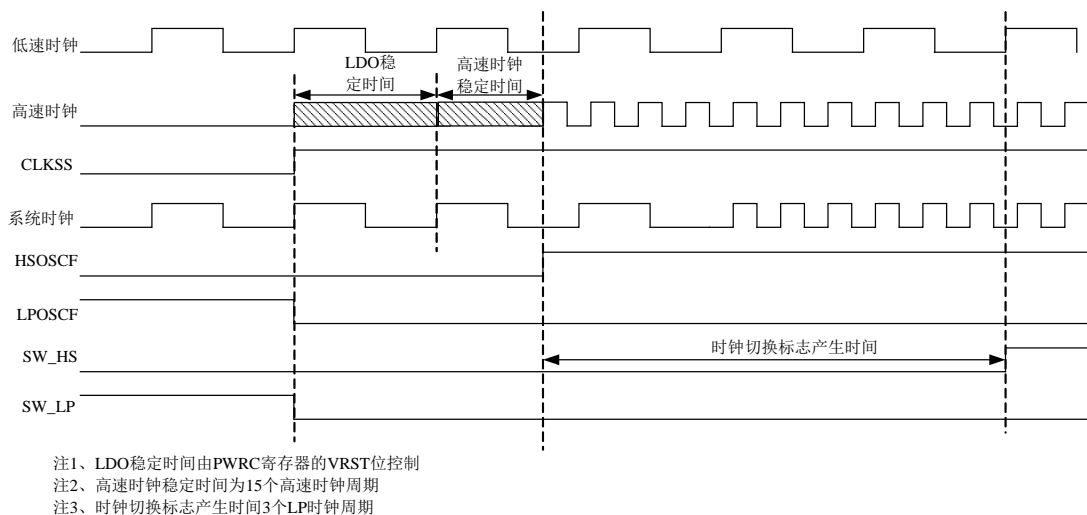 低速时钟
LDO稳
定时间
高速时钟
稳定时间
高速时钟
CLKSS
系统时钟
HSOSCF
LPOSCF
SW_HS
时钟切换标志产生时间
SW_LP
注1、LDO稳定时间由PWRC寄存器的VRST位控制
注2、高速时钟稳定时间为15个高速时钟周期
注3、时钟切换标志产生时间3个LP时钟周期